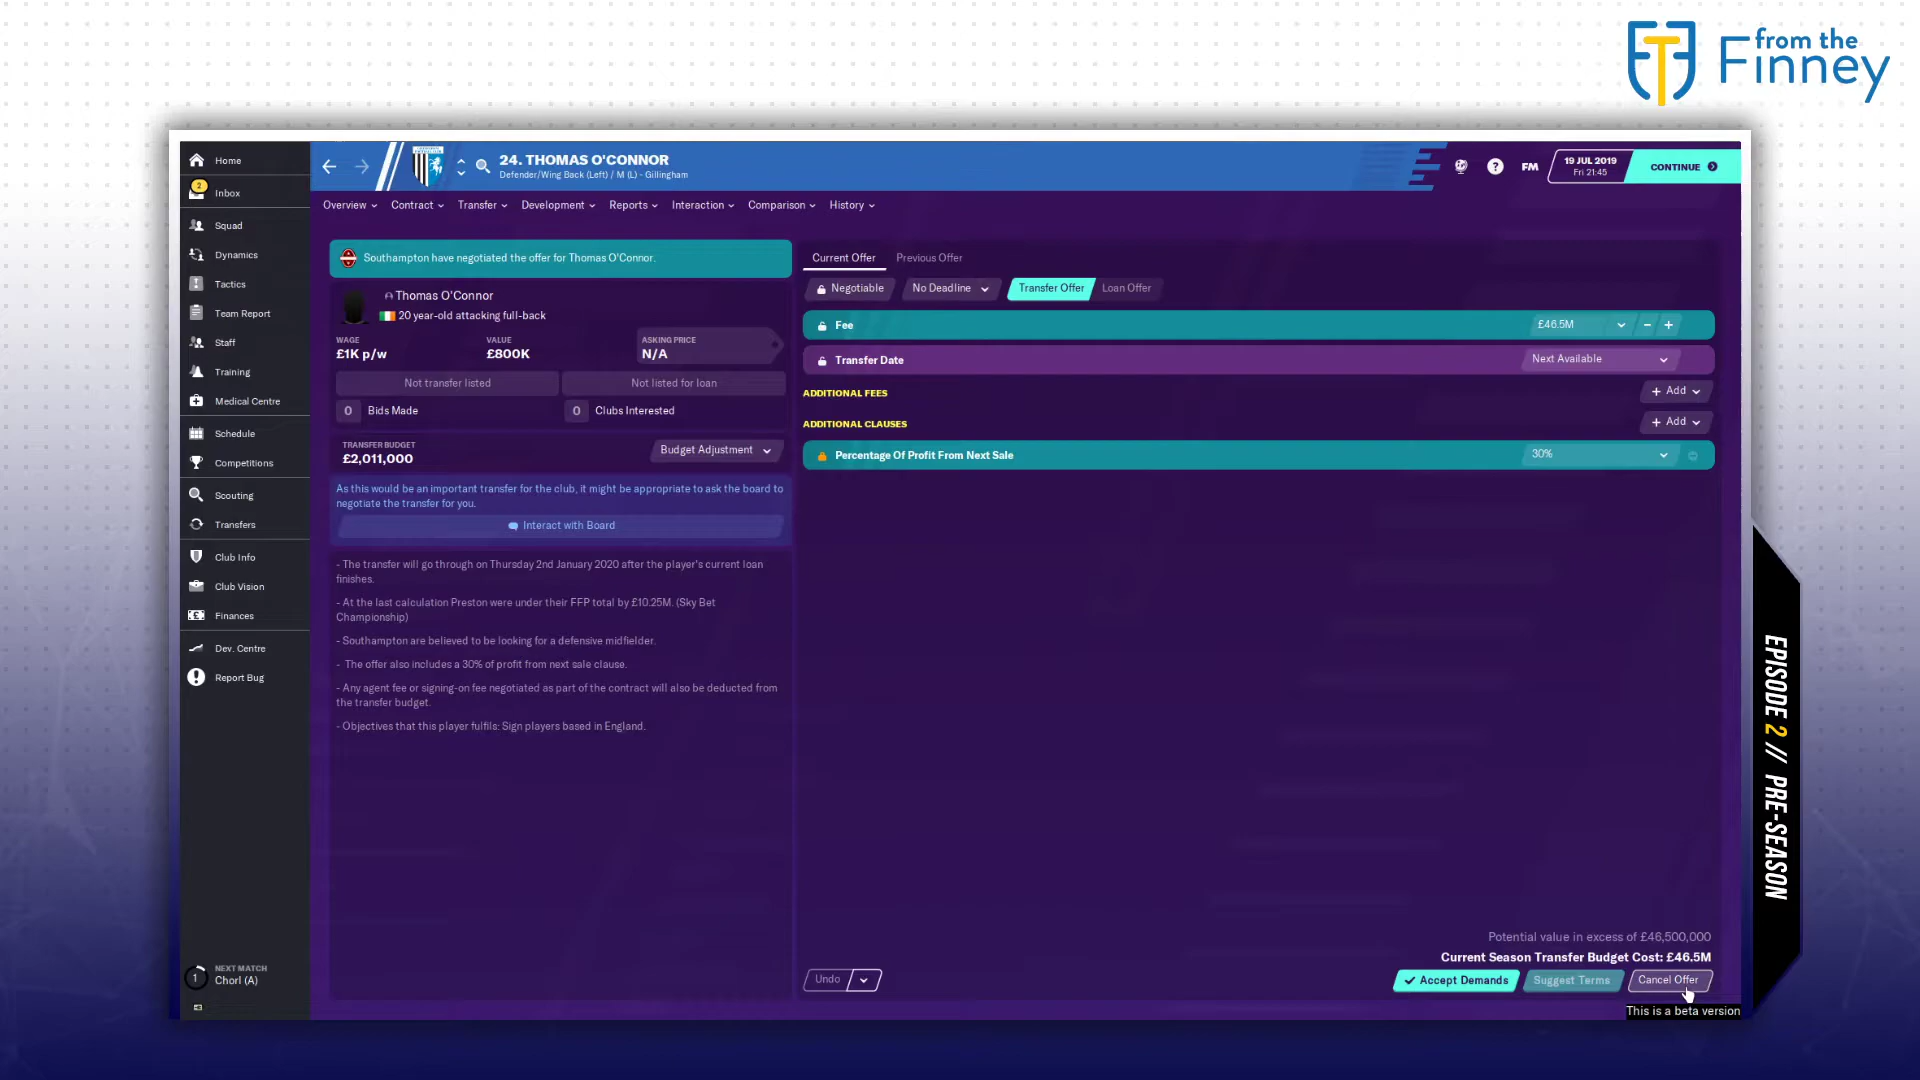 from the
Finney
Home
2
Inbox
Squad
Dynamics
Tactics
Team Report
Staff
Training
Medical Centre
Schedule
Competitions
Scouting
Transfers
Club Info
Club Vision
Finances
Dev. Centre
Report Bug
1
NEXT MATCH
Chorl (A)
24. THOMAS O'CONNOR
Defender/Wing Back (Left) / M (L) - Gillingham
? FM
19 JUL 2019
Fri 21:45
CONTINUE
Overview Contract Transfer Development Reports Interaction Comparison History
Southampton have negotiated the offer for Thomas O'Connor.
Thomas O'Connor
20 year-old attacking full-back
WAGE VALUE ASKING PRICE
£1K p/w £800K N/A
Not transfer listed Not listed for loan
0 Bids Made 0 Clubs Interested
TRANSFER BUDGET
£2,011,000
Budget Adjustment
As this would be an important transfer for the club, it might be appropriate to ask the board to
negotiate the transfer for you.
Interact with Board
- The transfer will go through on Thursday 2nd January 2020 after the player's current loan
finishes.
- At the last calculation Preston were under their FFP total by £10.25M. (Sky Bet
Championship)
- Southampton are believed to be looking for a defensive midfielder.
- The offer also includes a 30% of profit from next sale clause.
- Any agent fee or signing-on fee negotiated as part of the contract will also be deducted from
the transfer budget.
- Objectives that this player fulfils: Sign players based in England.
Current Offer Previous Offer
Negotiable No Deadline Transfer Offer Loan Offer
Fee £46.5M − +
Transfer Date Next Available
ADDITIONAL FEES + Add
ADDITIONAL CLAUSES + Add
Percentage Of Profit From Next Sale 30%
Potential value in excess of £46,500,000
Current Season Transfer Budget Cost: £46.5M
Undo Accept Demands Suggest Terms Cancel Offer
This is a beta version
EPISODE 2 // PRE-SEASON